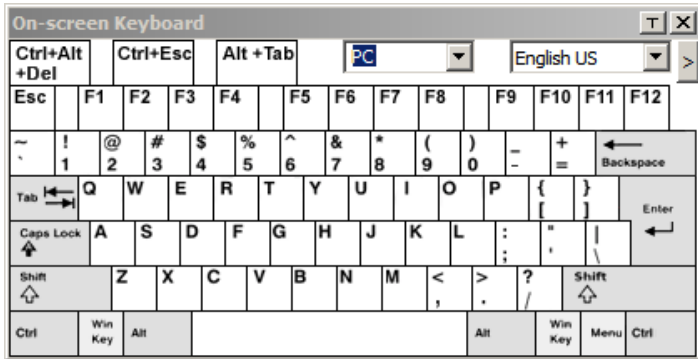 On-screen Keyboard T X
Ctrl+Alt +Del Ctrl+Esc Alt +Tab PC English US >
Esc F1 F2 F3 F4 F5 F6 F7 F8 F9 F10 F11 F12
~ ! @ # $ % ^ & * ( ) _ +
` 1 2 3 4 5 6 7 8 9 0 - = Backspace
Tab Q W E R T Y U I O P { }
[ ] Enter
Caps Lock A S D F G H J K L : " |
; ' \
Shift Z X C V B N M < > ? Shift
, . /
Ctrl Win Key Alt Alt Win Key Menu Ctrl